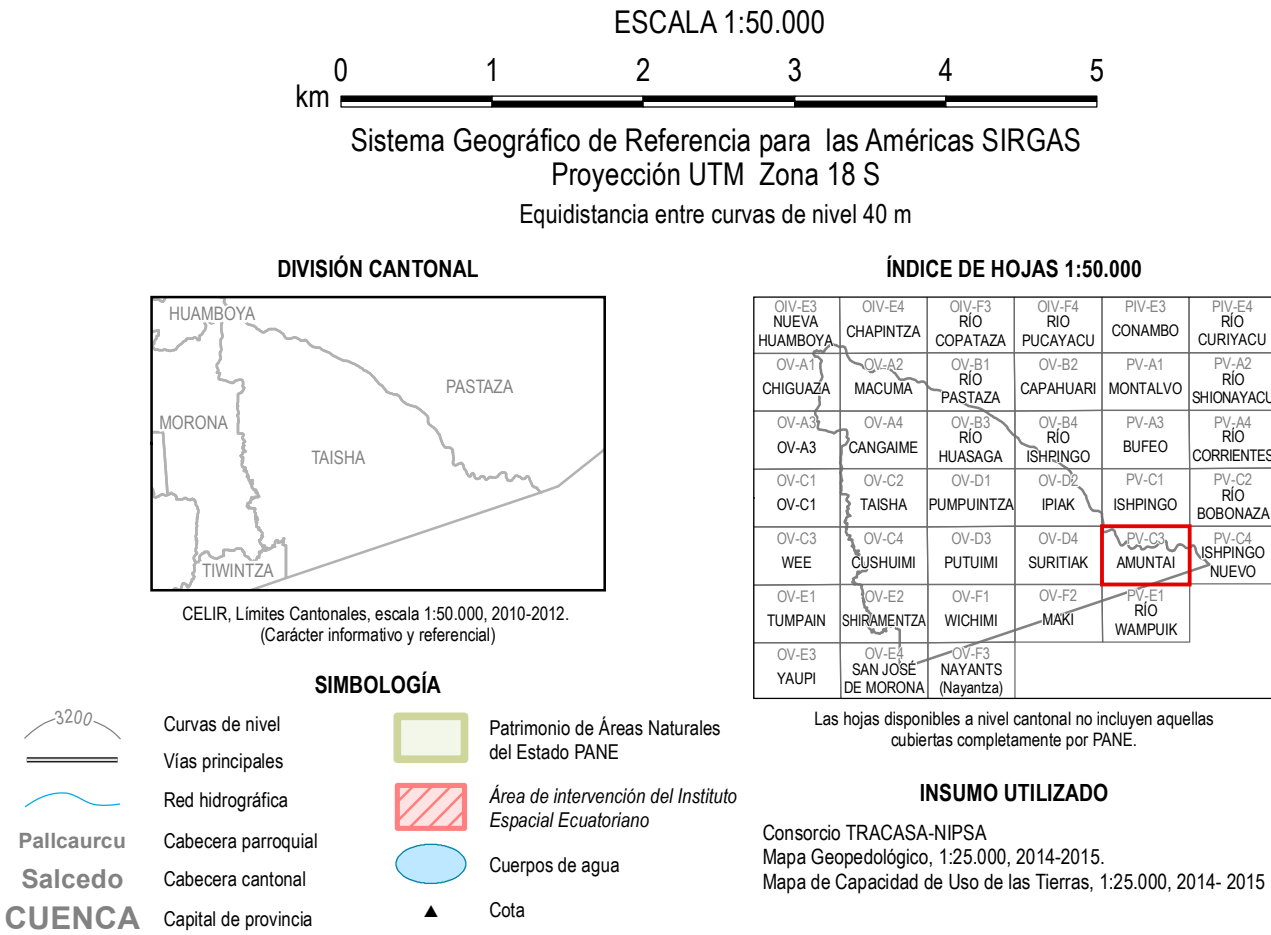 ESCALA 1:50.000
0 1 2 3 4 5
km
Sistema Geográfico de Referencia para las Américas SIRGAS
Proyección UTM Zona 18 S
Equidistancia entre curvas de nivel 40 m
DIVISIÓN CANTONAL
HUAMBOYA
PASTAZA
MORONA
TAISHA
TIWINTZA
CELIR, Límites Cantonales, escala 1:50.000, 2010-2012.
(Carácter informativo y referencial)
ÍNDICE DE HOJAS 1:50.000
OIV-E3 OIV-E4 OIV-F3 OIV-F4 PIV-E3 PIV-E4
NUEVA HUAMBOYA CHAPINTZA RÍO COPATAZA RIO PUCAYACU CONAMBO RÍO CURIYACU
OV-A1 OV-A2 OV-B1 OV-B2 PV-A1 PV-A2
CHIGUAZA MACUMA RÍO PASTAZA CAPAHUARI MONTALVO RÍO SHIONAYACU
OV-A3 OV-A4 OV-B3 OV-B4 PV-A3 PV-A4
OV-A3 CANGAIME RÍO HUASAGA RÍO ISHPINGO BUFEO RÍO CORRIENTES
OV-C1 OV-C2 OV-D1 OV-D2 PV-C1 PV-C2
OV-C1 TAISHA PUMPUINTZA IPIAK ISHPINGO RÍO BOBONAZA
OV-C3 OV-C4 OV-D3 OV-D4 PV-C3 PV-C4
WEE CUSHUIMI PUTUIMI SURITIAK AMUNTAI ISHPINGO NUEVO
OV-E1 OV-E2 OV-F1 OV-F2 PV-E1
TUMPAIN SHIRAMENTZA WICHIMI MAKI RÍO WAMPUIK
OV-E3 OV-E4 OV-F3
YAUPI SAN JOSÉ DE MORONA NAYANTS (Nayantza)
Las hojas disponibles a nivel cantonal no incluyen aquellas
cubiertas completamente por PANE.
SIMBOLOGÍA
3200
Curvas de nivel
Vías principales
Red hidrográfica
Pallcaurcu Cabecera parroquial
Salcedo Cabecera cantonal
CUENCA Capital de provincia
Patrimonio de Áreas Naturales
del Estado PANE
Área de intervención del Instituto
Espacial Ecuatoriano
Cuerpos de agua
Cota
INSUMO UTILIZADO
Consorcio TRACASA-NIPSA
Mapa Geopedológico, 1:25.000, 2014-2015.
Mapa de Capacidad de Uso de las Tierras, 1:25.000, 2014- 2015